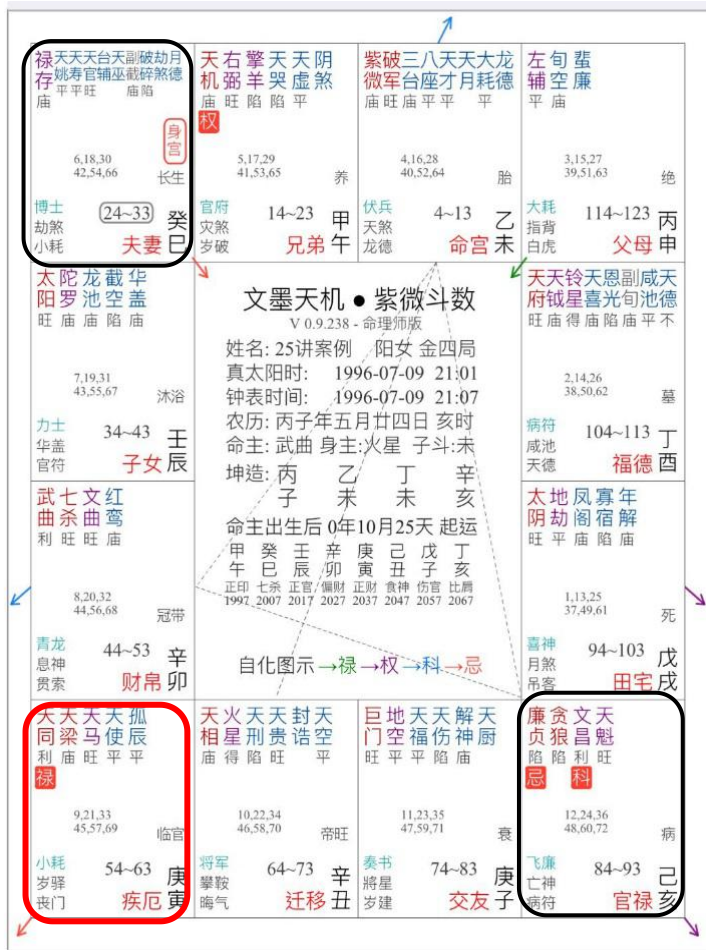 禄存 天姚 天寿 天官 台辅 天巫 副截 破碎 劫煞 月德
庙 平 平 旺 庙 陷
身宫
6,18,30
42,54,66
长生
博士
劫煞
小耗
24~33
夫妻
癸巳
天机 右弼 擎羊 天哭 天虚 阴煞
庙 旺 陷 陷 平
权
5,17,29
41,53,65
养
官府
灾煞
岁破
14~23
兄弟
甲午
紫微 破军 三台 八座 天才 天月 大耗 龙德
庙 旺 庙 平 平 平
4,16,28
40,52,64
胎
伏兵
天煞
龙德
4~13
命宫
乙未
左辅 旬空 蜚廉
平 庙
3,15,27
39,51,63
绝
大耗
指背
白虎
114~123
父母
丙申
太阳 陀罗 龙池 截空 华盖
旺 庙 庙 陷 庙
7,19,31
43,55,67
沐浴
力士
华盖
官符
34~43
子女
壬辰
文墨天机 ● 紫微斗数
V 0.9.238 - 命理师版
姓名: 25讲案例 阳女 金四局
真太阳时: 1996-07-09 21:01
钟表时间: 1996-07-09 21:07
农历: 丙子年五月廿四日 亥时
命主: 武曲 身主:火星 子斗:未
坤造: 丙 乙 丁 辛
子 未 未 亥
命主出生后 0年10月25天 起运
甲 癸 壬 辛 庚 己 戊 丁
午 巳 辰 卯 寅 丑 子 亥
正印 七杀 正官 偏财 正财 食神 伤官 比肩
1997 2007 2017 2027 2037 2047 2057 2067
自化图示 →禄 →权 →科 →忌
天府 天钺 铃星 天喜 恩光 副旬 咸池 天德
旺 庙 得 庙 陷 庙 平 不
2,14,26
38,50,62
墓
病符
咸池
天德
104~113
福德
丁酉
武曲 七杀 文曲 红鸾
利 旺 旺 庙
8,20,32
44,56,68
冠带
青龙
息神
贯索
44~53
财帛
辛卯
太阴 地劫 凤阁 寡宿 年解
旺 平 庙 陷 庙
1,13,25
37,49,61
死
喜神
月煞
吊客
94~103
田宅
戊戌
天同 天梁 天马 天使 孤辰
利 庙 旺 平 平
禄
9,21,33
45,57,69
临官
小耗
岁驿
丧门
54~63
疾厄
庚寅
天相 火星 天刑 天贵 封诰 天空
庙 得 陷 旺 平
10,22,34
46,58,70
帝旺
将军
攀鞍
晦气
64~73
迁移
辛丑
巨门 地空 天福 天伤 解神 天厨
旺 平 平 陷 庙
11,23,35
47,59,71
衰
奏书
将星
岁建
74~83
交友
庚子
廉贞 贪狼 文昌 天魁
陷 陷 利 旺
忌 科
12,24,36
48,60,72
病
飞廉
亡神
病符
84~93
官禄
己亥